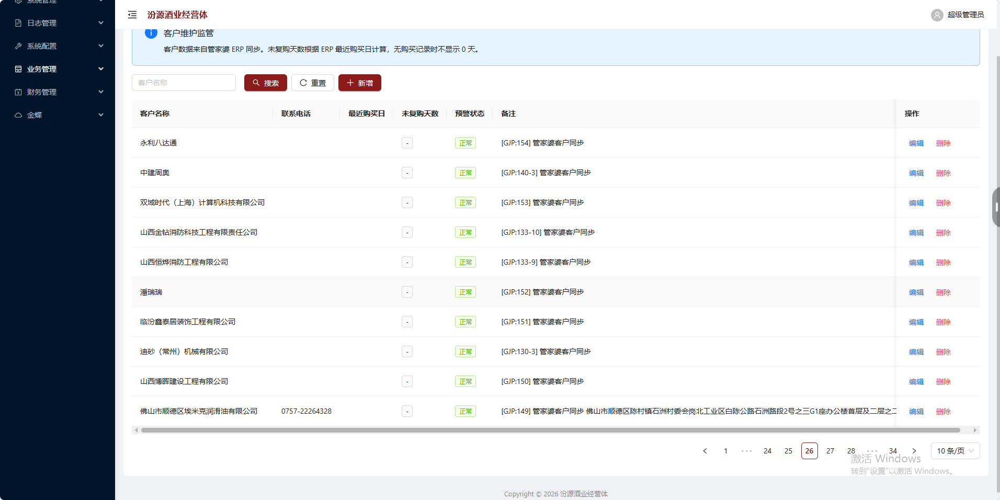 系统管理
汾源酒业经营体
超级管理员
日志管理
系统配置
业务管理
财务管理
金蝶
客户维护监管
客户数据来自管家婆 ERP 同步。未复购天数根据 ERP 最近购买日计算，无购买记录时不显示 0 天。
客户名称 搜索 重置 新增
客户名称 联系电话 最近购买日 未复购天数 预警状态 备注 操作
永利八达通 - 正常 [GJP:154] 管家婆客户同步 编辑 删除
中建周奥 - 正常 [GJP:140-3] 管家婆客户同步 编辑 删除
双域时代（上海）计算机科技有限公司 - 正常 [GJP:153] 管家婆客户同步 编辑 删除
山西金钻消防科技工程有限责任公司 - 正常 [GJP:133-10] 管家婆客户同步 编辑 删除
山西恒烨消防工程有限公司 - 正常 [GJP:133-9] 管家婆客户同步 编辑 删除
潘瑞瑞 - 正常 [GJP:152] 管家婆客户同步 编辑 删除
临汾鑫泰居装饰工程有限公司 - 正常 [GJP:151] 管家婆客户同步 编辑 删除
迪砂（常州）机械有限公司 - 正常 [GJP:130-3] 管家婆客户同步 编辑 删除
山西博晖建设工程有限公司 - 正常 [GJP:150] 管家婆客户同步 编辑 删除
佛山市顺德区埃米克润滑油有限公司 0757-22264328 - 正常 [GJP:149] 管家婆客户同步 佛山市顺德区陈村镇石洲村委会岗北工业区白陈公路石洲路段2号之三G1座办公楼首层及二层之二 编辑 删除
1 ••• 24 25 26 27 28 ••• 34 10 条/页
激活 Windows
转到“设置”以激活 Windows。
Copyright © 2026 汾源酒业经营体